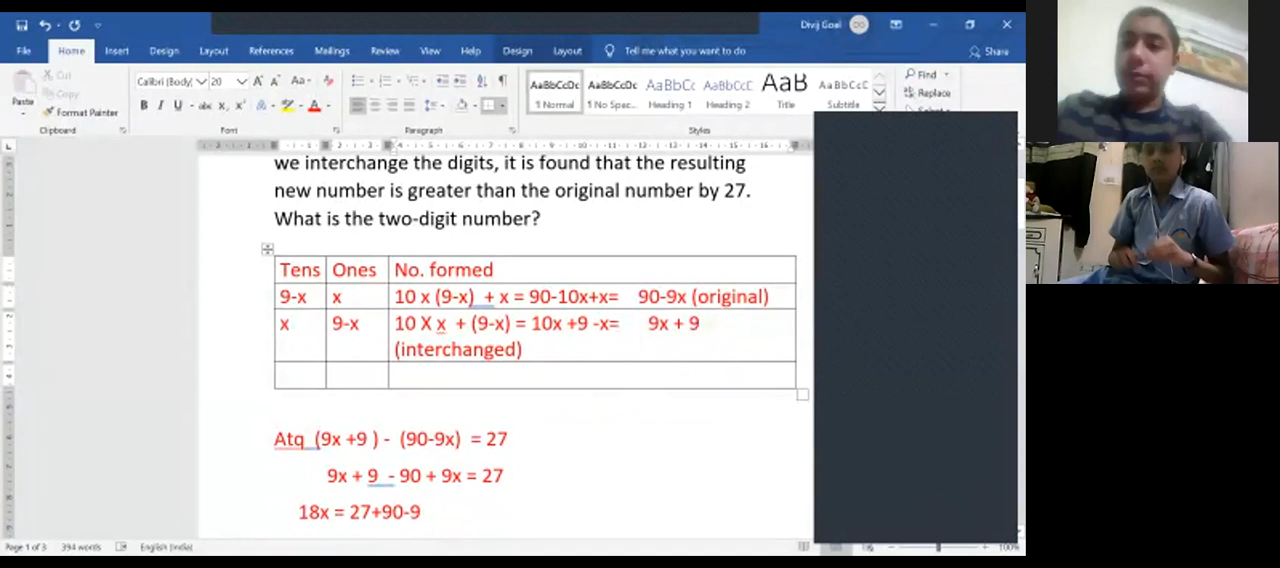 Divij Goel DG
File Home Insert Design Layout References Mailings Review View Help Design Layout Tell me what you want to do Share
Cut
Copy
Paste Format Painter
Calibri (Body) 20 A A Aa
B I U abc x x A
AaBbCcDc AaBbCcDc AaBbCc AaBbCcC AaB AaBbCcC
¶ Normal ¶ No Spac... Heading 1 Heading 2 Title Subtitle
Find
Replace
Clipboard Font Paragraph Styles
we interchange the digits, it is found that the resulting
new number is greater than the original number by 27.
What is the two-digit number?
Tens Ones No. formed
9-x x 10 x (9-x) + x = 90-10x+x= 90-9x (original)
x 9-x 10 X x + (9-x) = 10x +9 -x= 9x + 9
(interchanged)
Atq (9x +9 ) - (90-9x) = 27
9x + 9 - 90 + 9x = 27
18x = 27+90-9
Page 1 of 3 394 words English (India) 100%